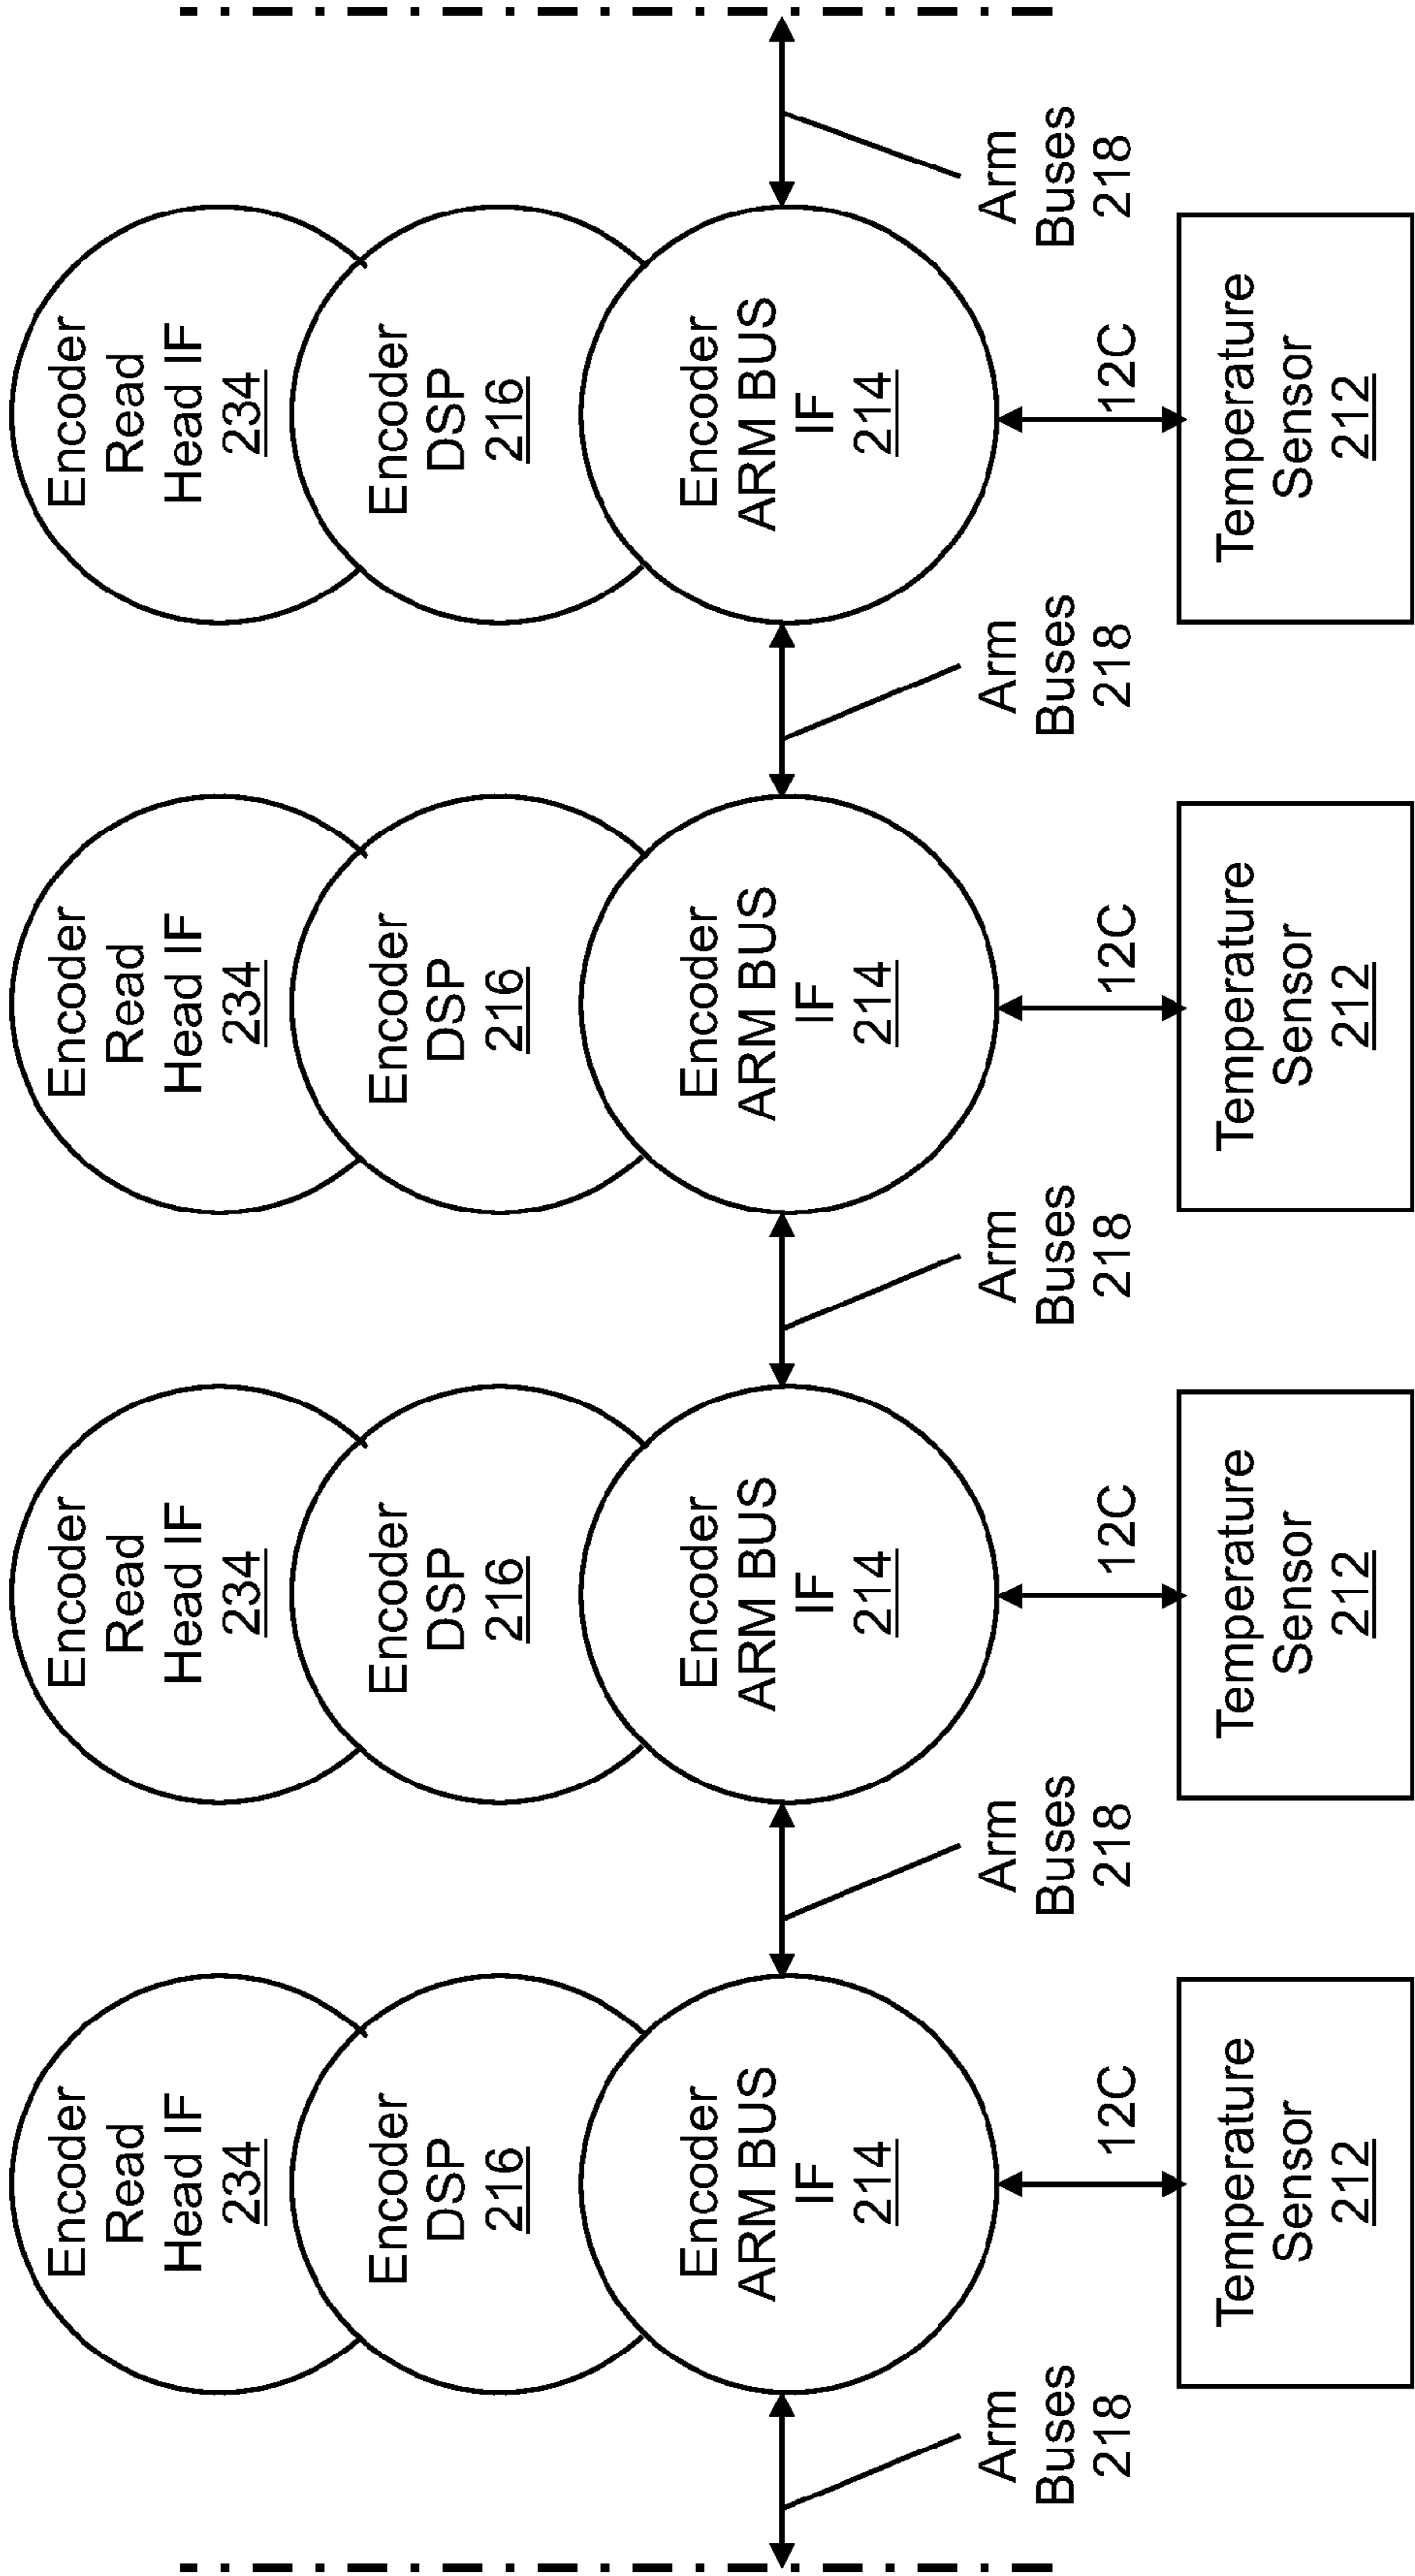 Encoder
Read
Head IF
234
Encoder
DSP
216
Encoder
ARM BUS
IF
214
12C
Temperature
Sensor
212
Encoder
Read
Head IF
234
Encoder
DSP
216
Encoder
ARM BUS
IF
214
12C
Temperature
Sensor
212
Encoder
Read
Head IF
234
Encoder
DSP
216
Encoder
ARM BUS
IF
214
12C
Temperature
Sensor
212
Encoder
Read
Head IF
234
Encoder
DSP
216
Encoder
ARM BUS
IF
214
12C
Temperature
Sensor
212
Arm
Buses
218
Arm
Buses
218
Arm
Buses
218
Arm
Buses
218
Arm
Buses
218